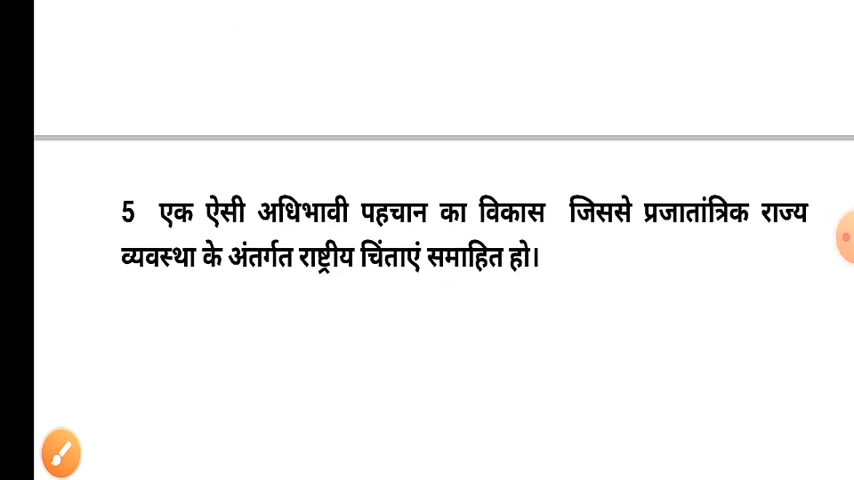 5 एक ऐसी अधिभावी पहचान का विकास जिससे प्रजातांत्रिक राज्य
व्यवस्था के अंतर्गत राष्ट्रीय चिंताएं समाहित हो।